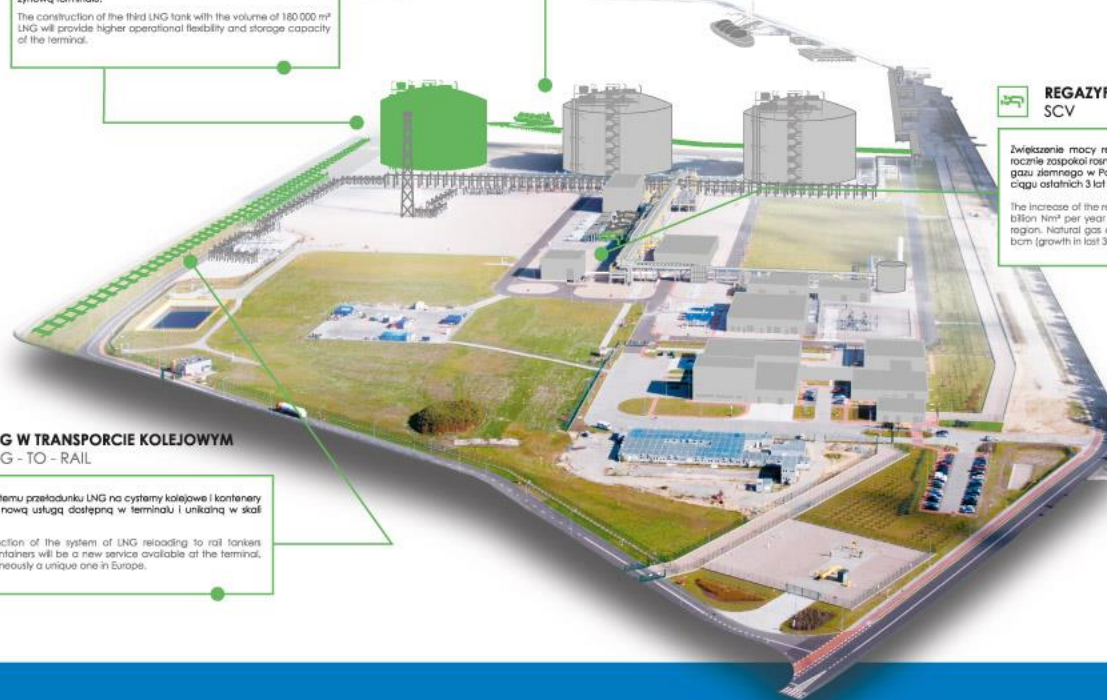 The construction of the third LNG tank with the volume of 180 000 m³
LNG will provide higher operational flexibility and storage capacity
of the terminal.
REGAZYF
SCV
Zwiększenie mocy re
rocznie zaspokoi rosn
gazu ziemnego w Po
ciągu ostatnich 3 lat
The increase of the re
billion Nm³ per year
region. Natural gas
bcm (growth in last 3
G W TRANSPORCIE KOLEJOWYM
G - TO - RAIL
temu przeładunku LNG na cysterny kolejowe i kontenery
nową usługą dostępną w terminalu i unikalną w skali
ction of the system of LNG reloading to rail tankers
ontainers will be a new service available at the terminal,
neously a unique one in Europe.